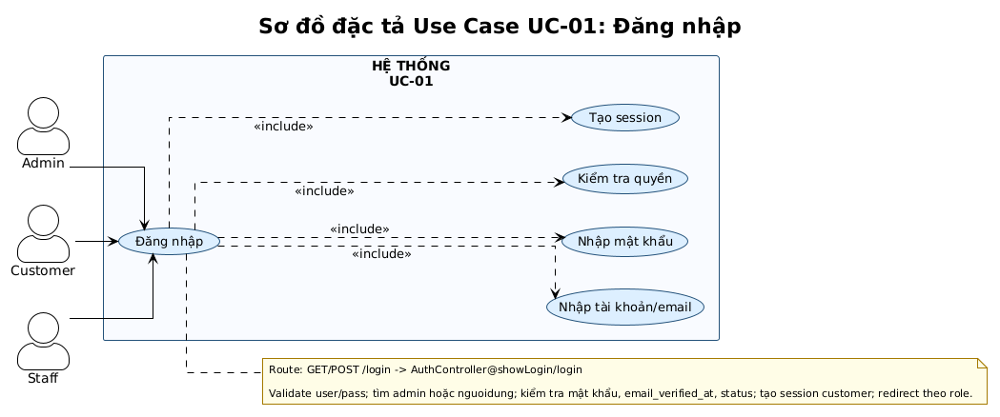 Sơ đồ đặc tả Use Case UC-01: Đăng nhập
HỆ THỐNG
UC-01
Admin
Customer
Staff
Đăng nhập
«include»
Tạo session
«include»
Kiểm tra quyền
«include»
Nhập mật khẩu
«include»
Nhập tài khoản/email
Route: GET/POST /login -> AuthController@showLogin/login
Validate user/pass; tìm admin hoặc nguoidung; kiểm tra mật khẩu, email_verified_at, status; tạo session customer; redirect theo role.